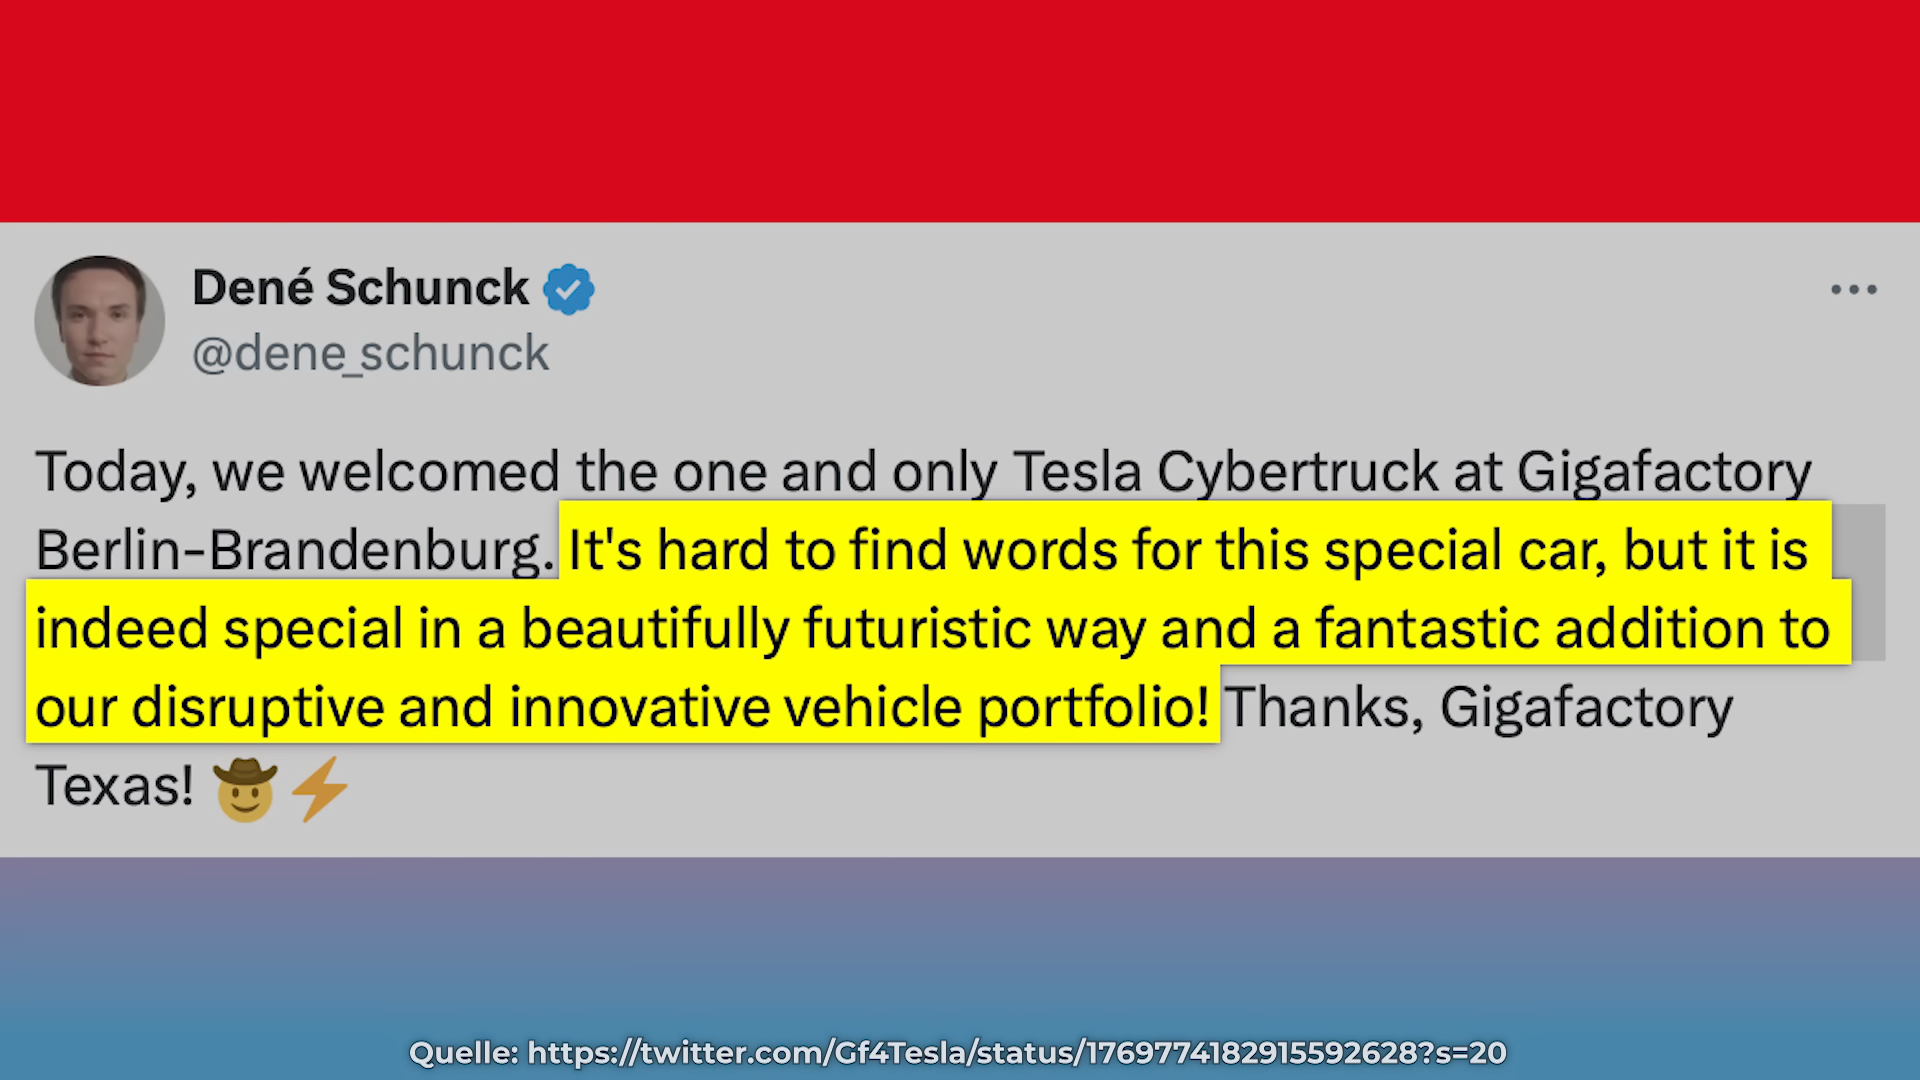 Dené Schunck
@dene_schunck
Today, we welcomed the one and only Tesla Cybertruck at Gigafactory
Berlin-Brandenburg. It's hard to find words for this special car, but it is
indeed special in a beautifully futuristic way and a fantastic addition to
our disruptive and innovative vehicle portfolio! Thanks, Gigafactory
Texas! 🤠⚡
Quelle: https://twitter.com/Gf4Tesla/status/1769774182915592628?s=20